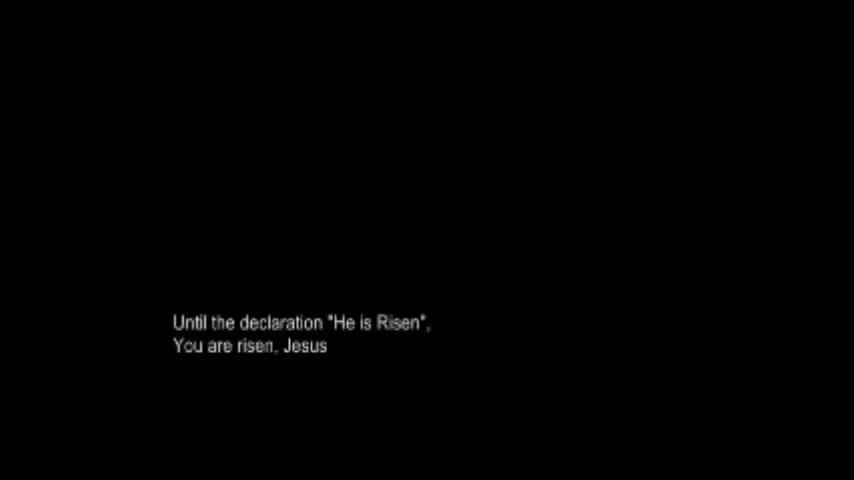 Until the declaration "He is Risen",
You are risen, Jesus